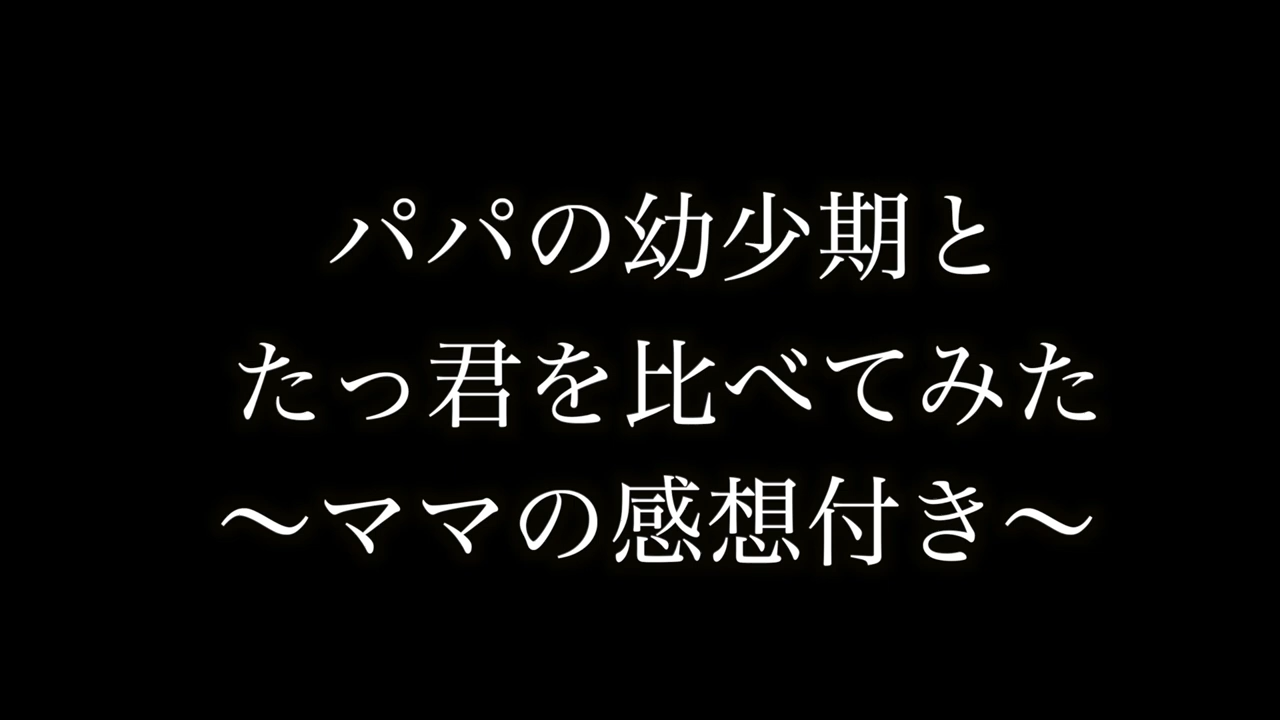 パパの幼少期と
たっ君を比べてみた
～ママの感想付き～